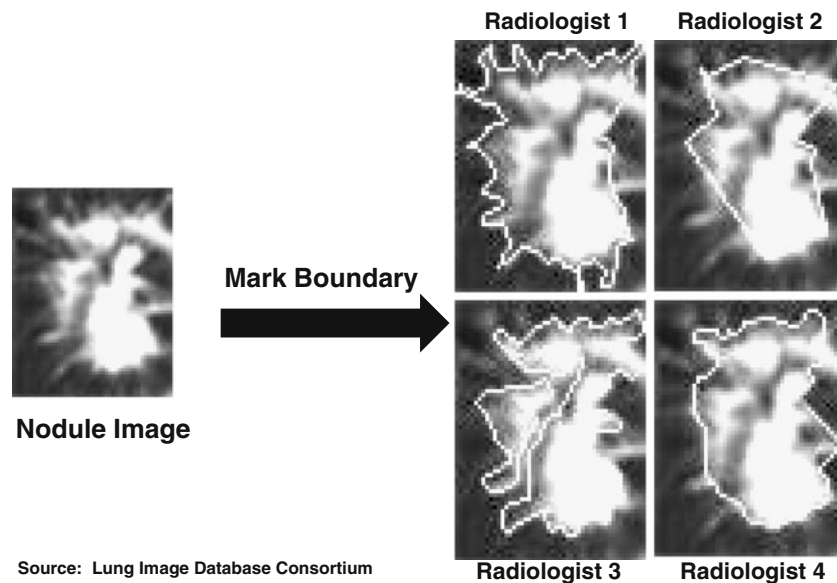 Radiologist 1
Radiologist 2
Mark Boundary
Nodule Image
Source: Lung Image Database Consortium
Radiologist 3
Radiologist 4